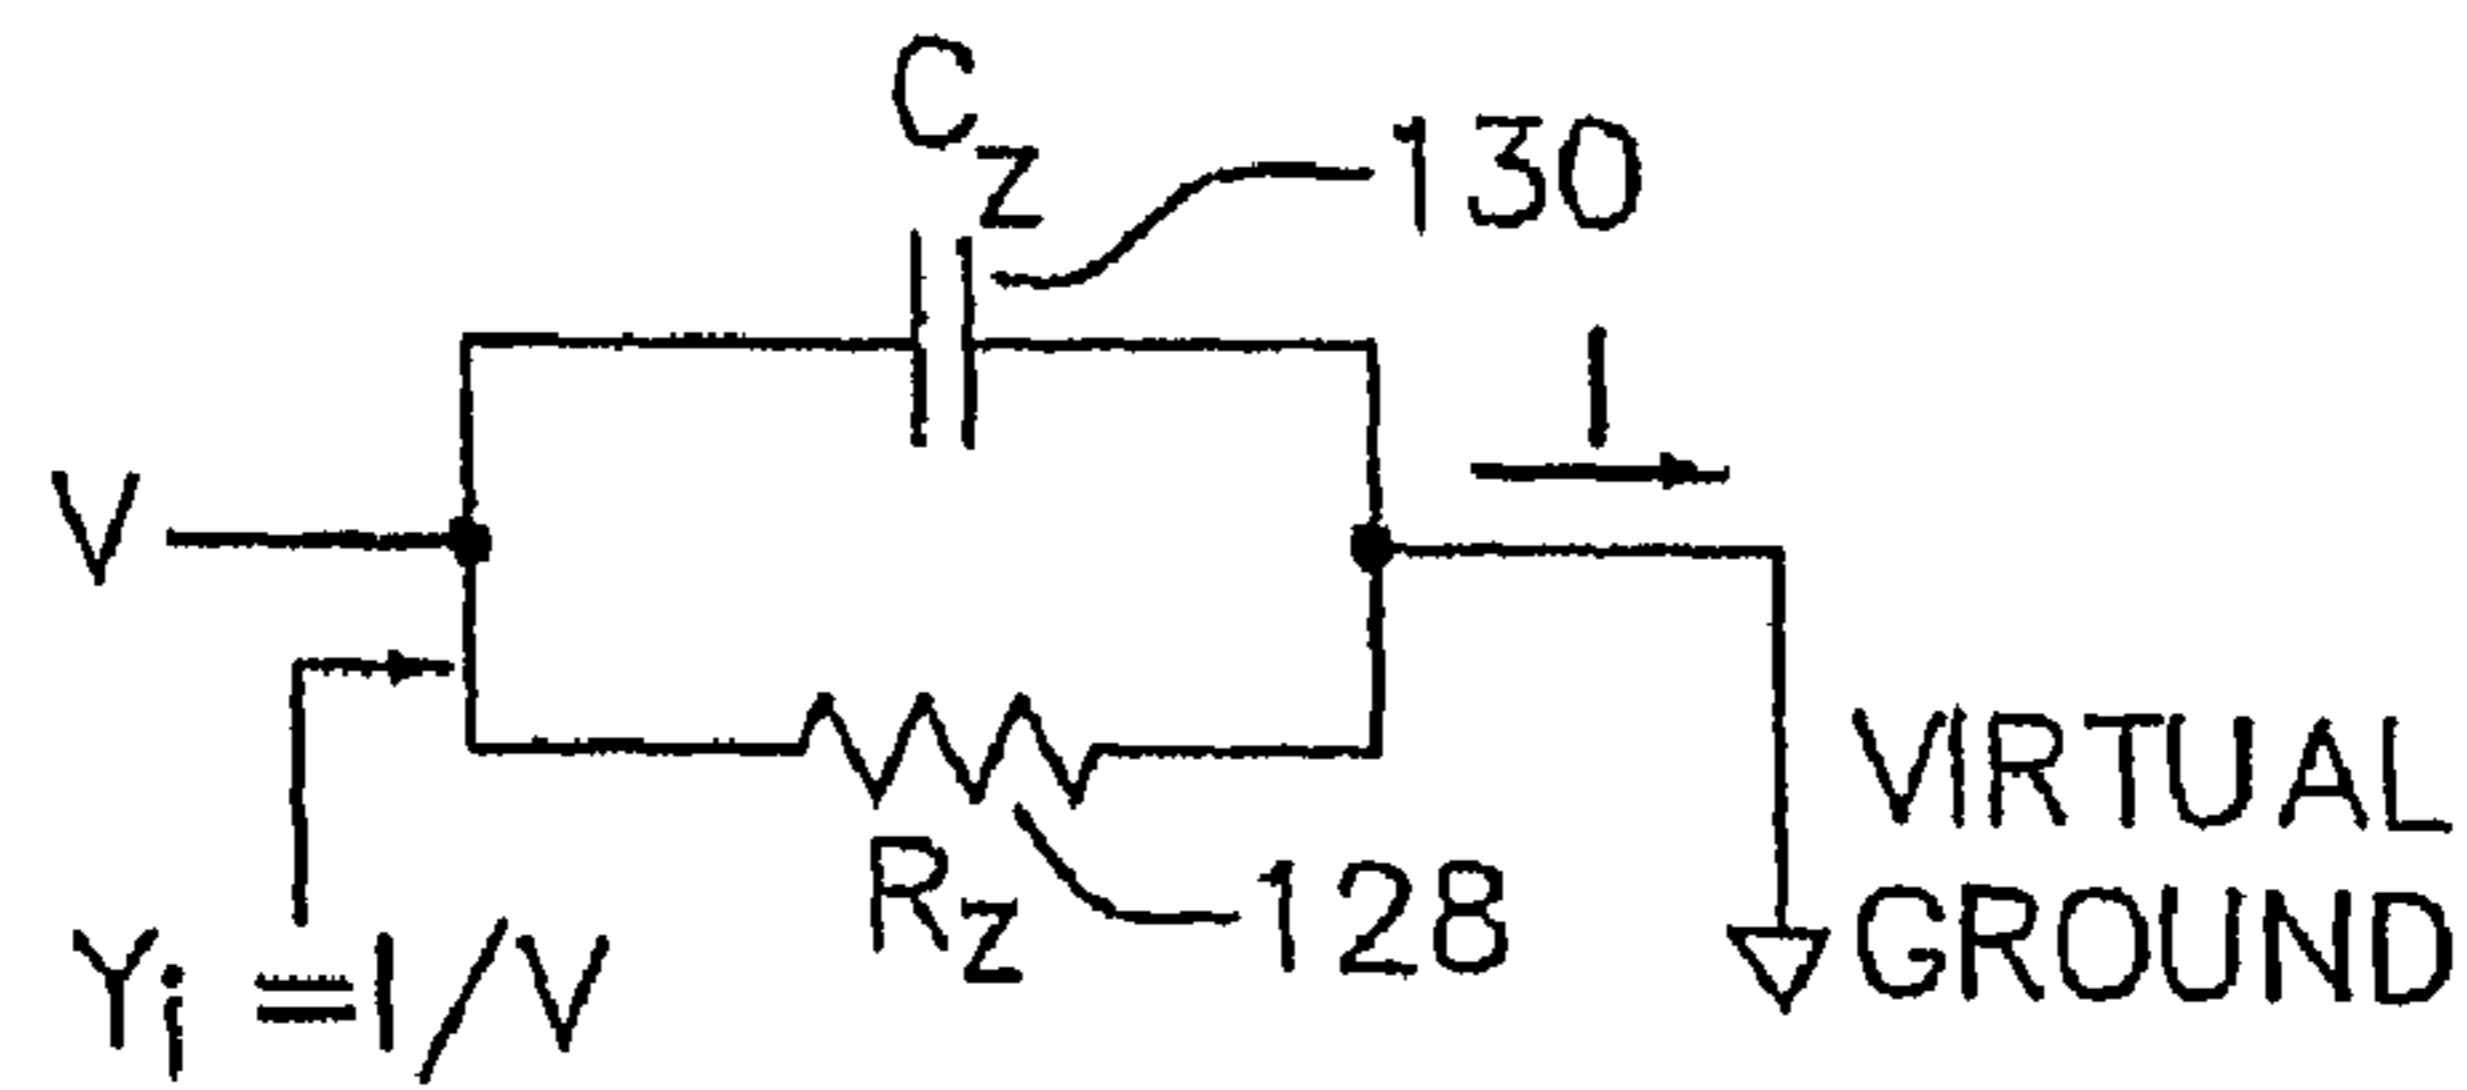 Cz
130
I
V
VIRTUAL
GROUND
Rz
128
Yi =I/V